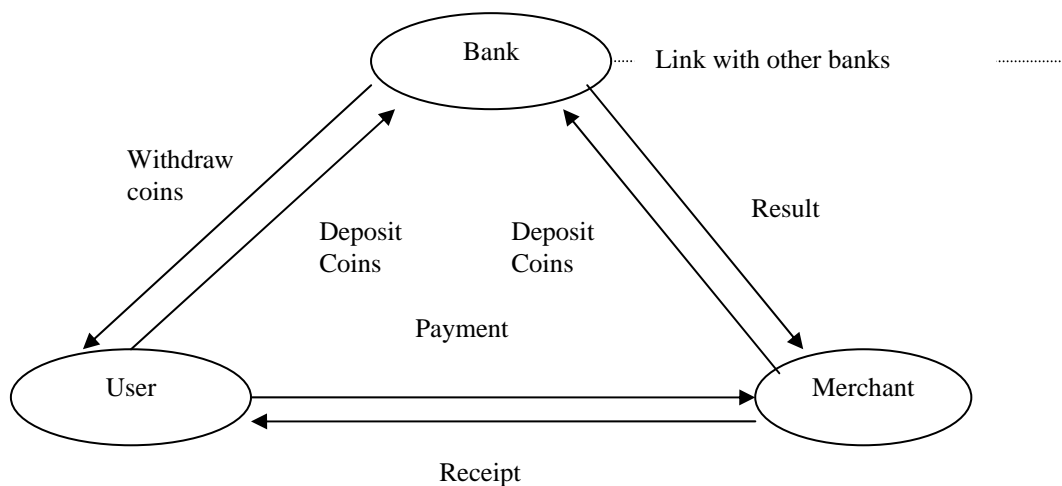 Bank
Link with other banks
Withdraw
coins
Result
Deposit
Coins
Deposit
Coins
Payment
User
Merchant
Receipt